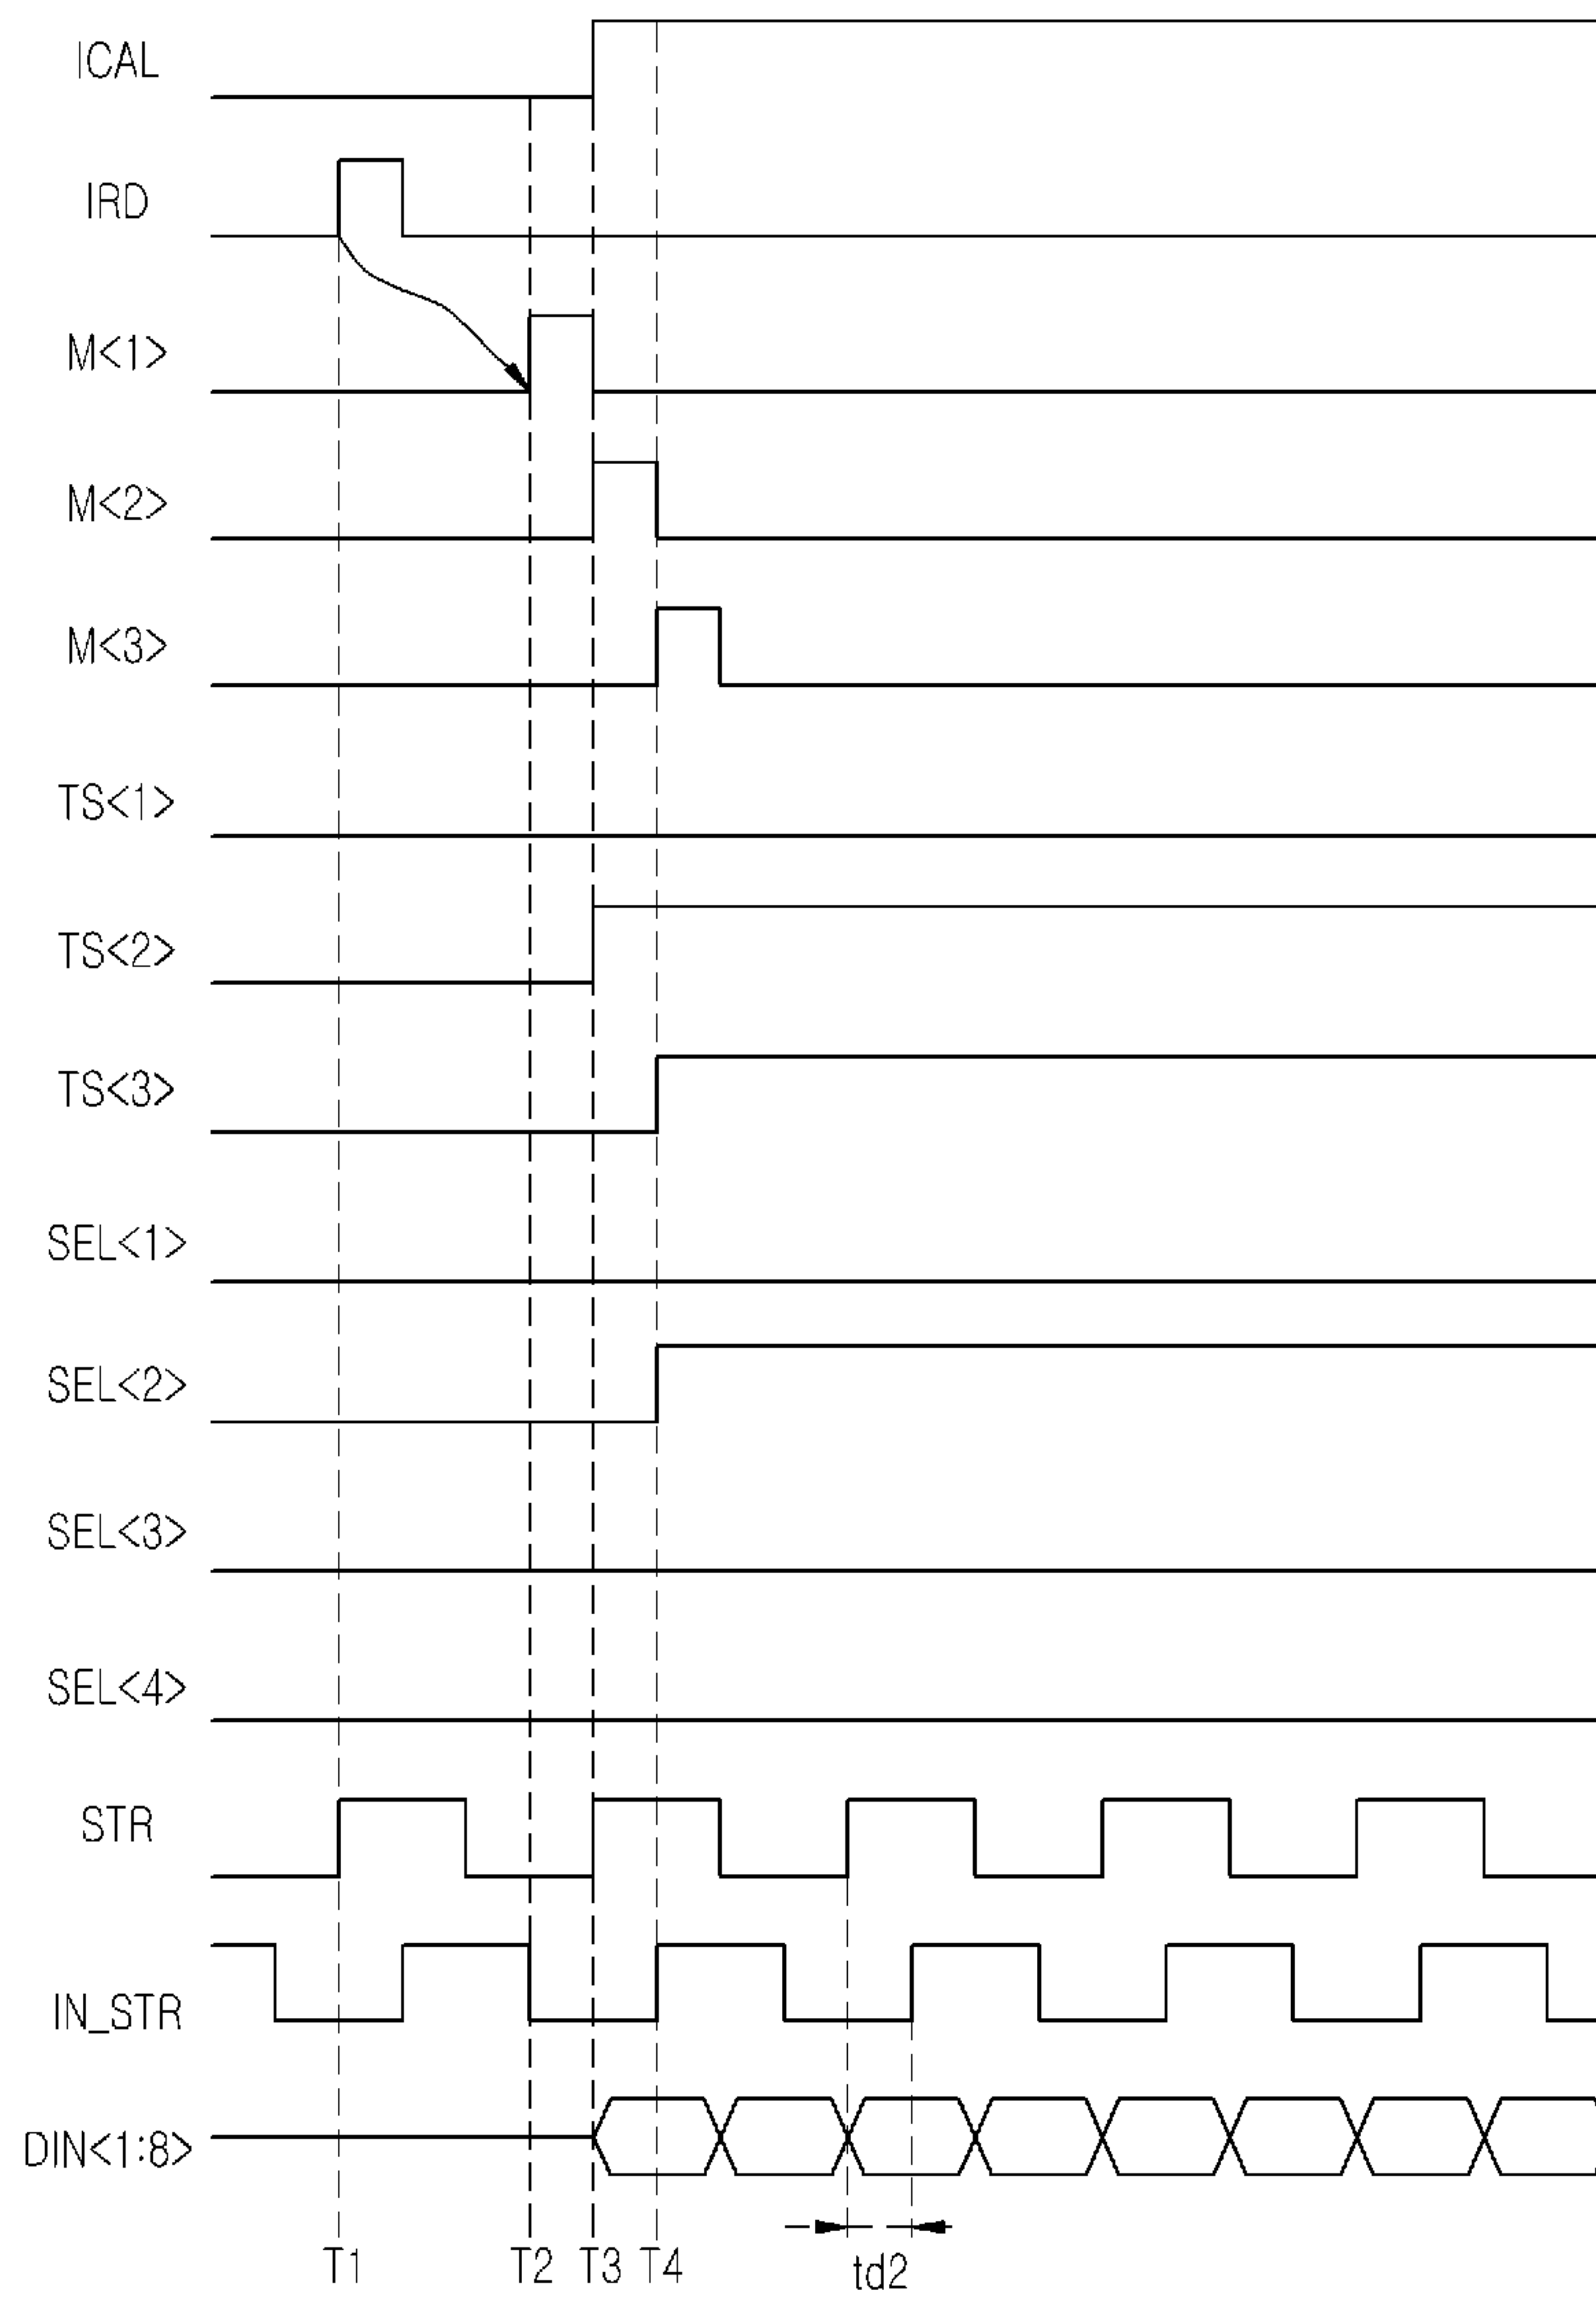 ICAL
IRD
M<1>
M<2>
M<3>
TS<1>
TS<2>
TS<3>
SEL<1>
SEL<2>
SEL<3>
SEL<4>
STR
IN_STR
DIN<1:8>
T1 T2 T3 T4 td2